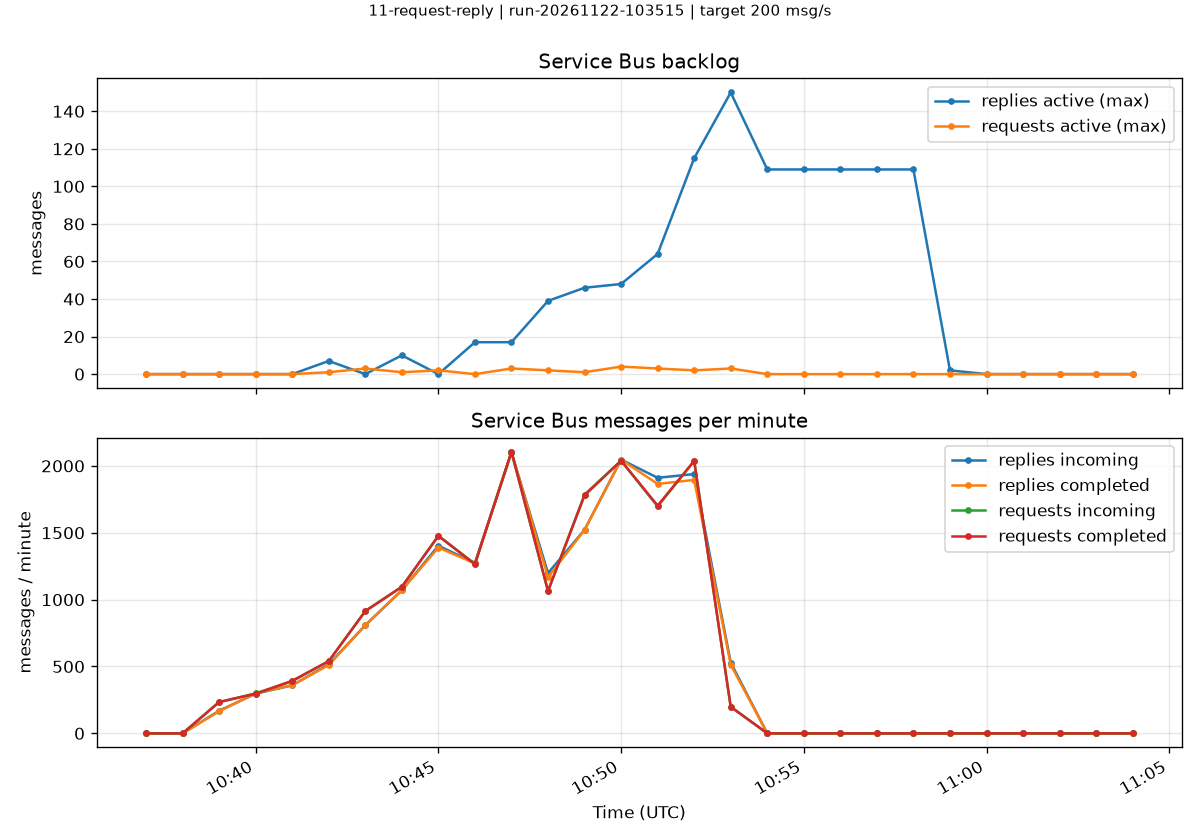 11-request-reply | run-20261122-103515 | target 200 msg/s
Service Bus backlog
messages
140
120
100
80
60
40
20
0
replies active (max)
requests active (max)
Service Bus messages per minute
messages / minute
2000
1500
1000
500
0
replies incoming
replies completed
requests incoming
requests completed
10:40
10:45
10:50
10:55
11:00
11:05
Time (UTC)